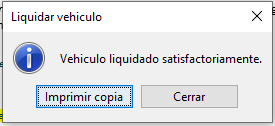 Liquidar vehiculo
Vehiculo liquidado satisfactoriamente.
Imprimir copia
Cerrar